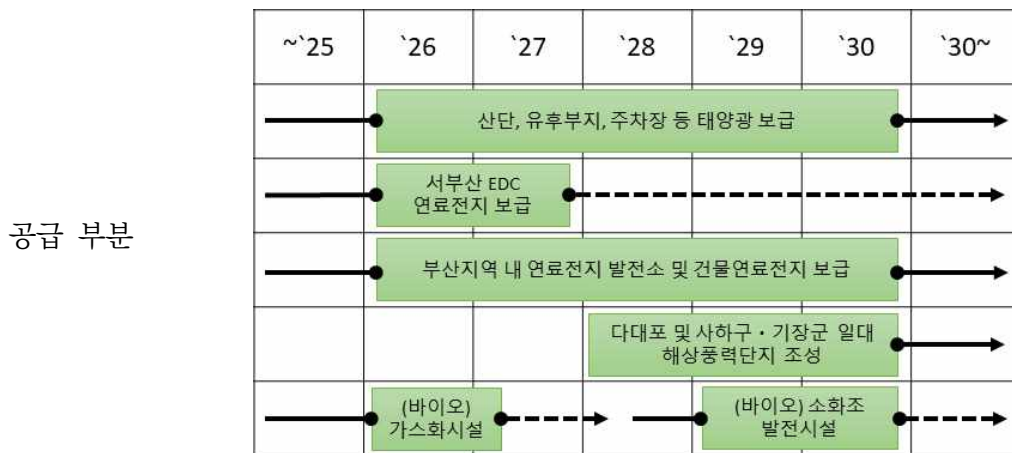 ~`25 `26 `27 `28 `29 `30 `30~
산단, 유후부지, 주차장 등 태양광 보급
서부산 EDC
연료전지 보급
공급 부분
부산지역 내 연료전지 발전소 및 건물연료전지 보급
다대포 및 사하구・기장군 일대
해상풍력단지 조성
(바이오)
가스화시설
(바이오) 소화조
발전시설